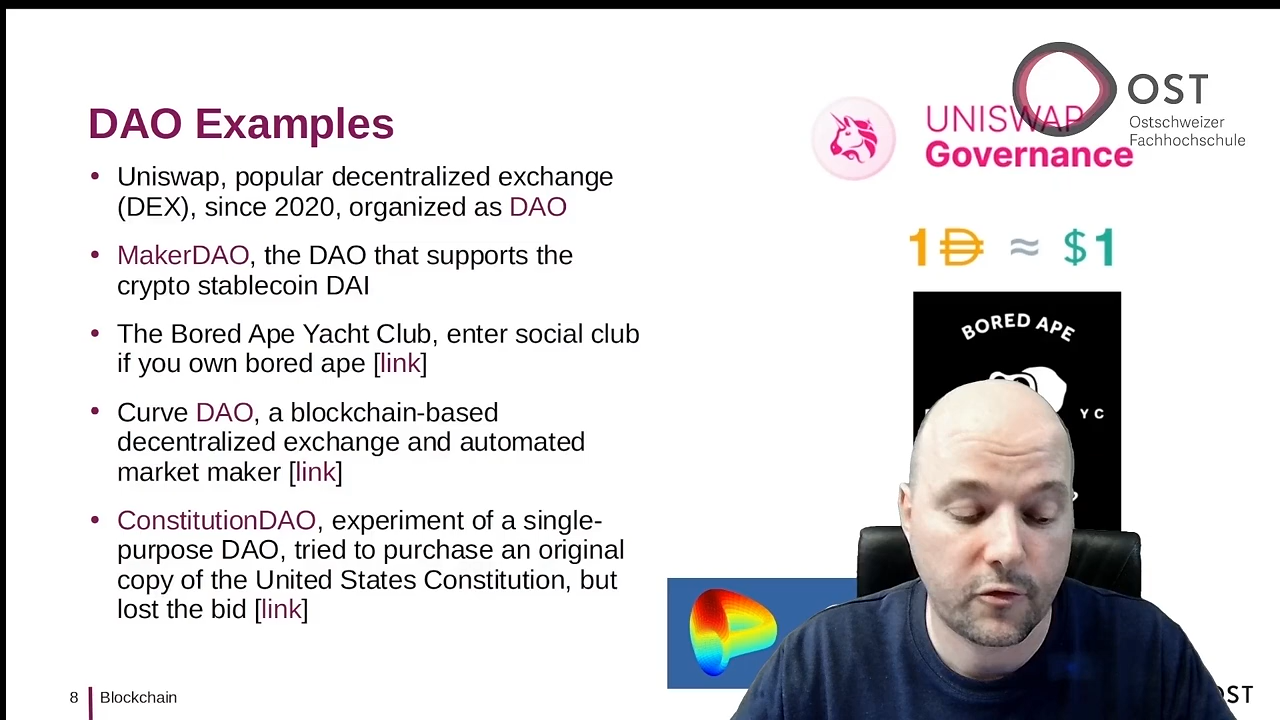 DAO Examples
• Uniswap, popular decentralized exchange
(DEX), since 2020, organized as DAO
• MakerDAO, the DAO that supports the
crypto stablecoin DAI
• The Bored Ape Yacht Club, enter social club
if you own bored ape [link]
• Curve DAO, a blockchain-based
decentralized exchange and automated
market maker [link]
• ConstitutionDAO, experiment of a single-
purpose DAO, tried to purchase an original
copy of the United States Constitution, but
lost the bid [link]
UNISWAP
Governance
OST
Ostschweizer
Fachhochschule
1 ≈ $1
BORED APE
Y C
8
Blockchain
OST